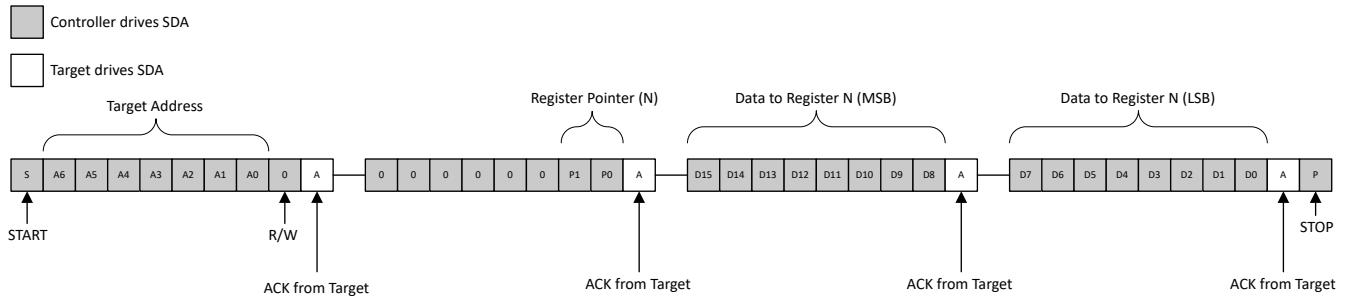 Controller drives SDA
Target drives SDA
Target Address
Register Pointer (N)
Data to Register N (MSB)
Data to Register N (LSB)
S A6 A5 A4 A3 A2 A1 A0 0 A 0 0 0 0 0 0 P1 P0 A D15 D14 D13 D12 D11 D10 D9 D8 A D7 D6 D5 D4 D3 D2 D1 D0 A P
START
R/W
STOP
ACK from Target
ACK from Target
ACK from Target
ACK from Target